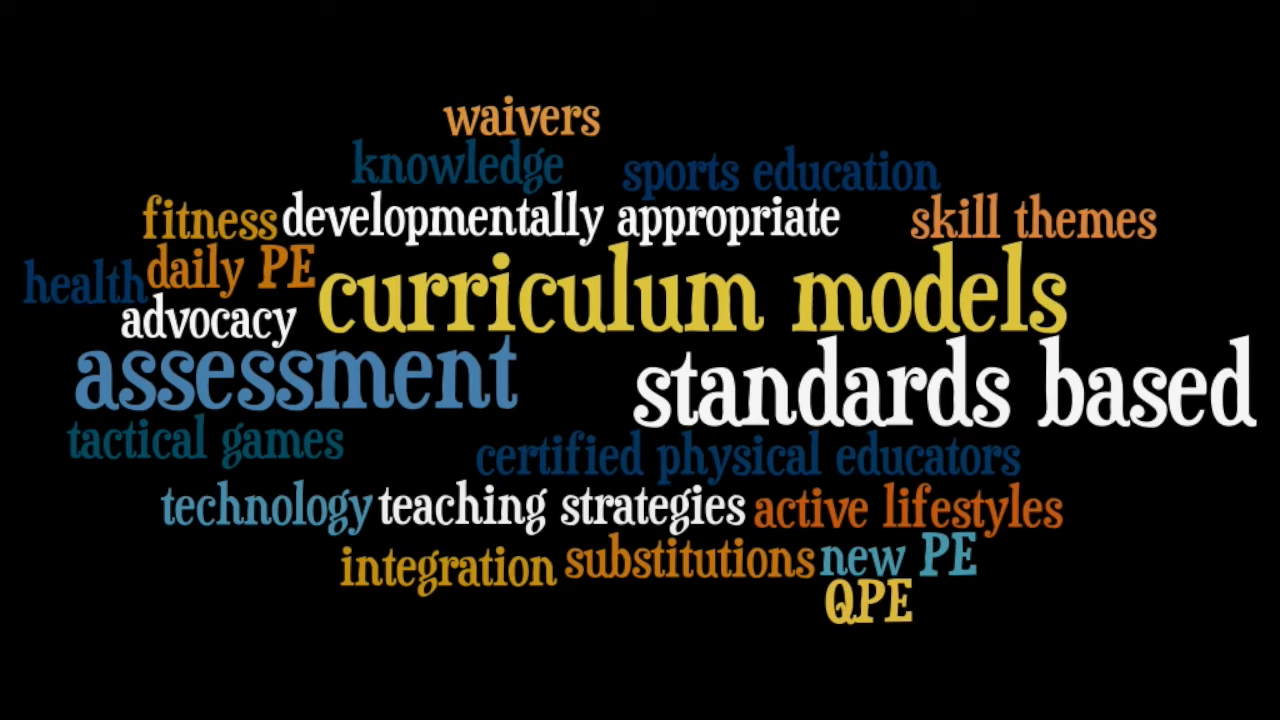 waivers
knowledge
sports education
fitness
developmentally appropriate
skill themes
health
daily PE
curriculum models
advocacy
assessment
standards based
tactical games
certified physical educators
technology
teaching strategies
active lifestyles
integration
substitutions
new PE
QPE